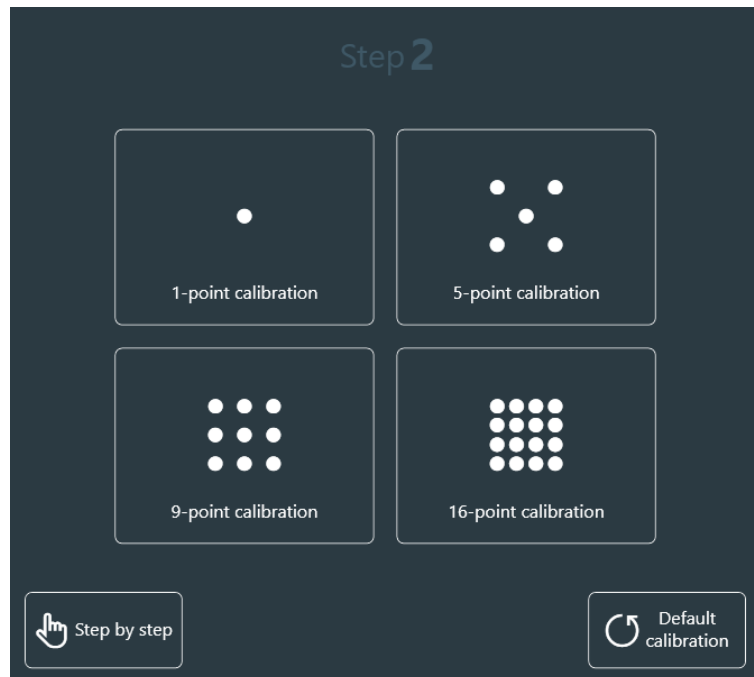 Step 2
1-point calibration
5-point calibration
9-point calibration
16-point calibration
Step by step
Default
calibration